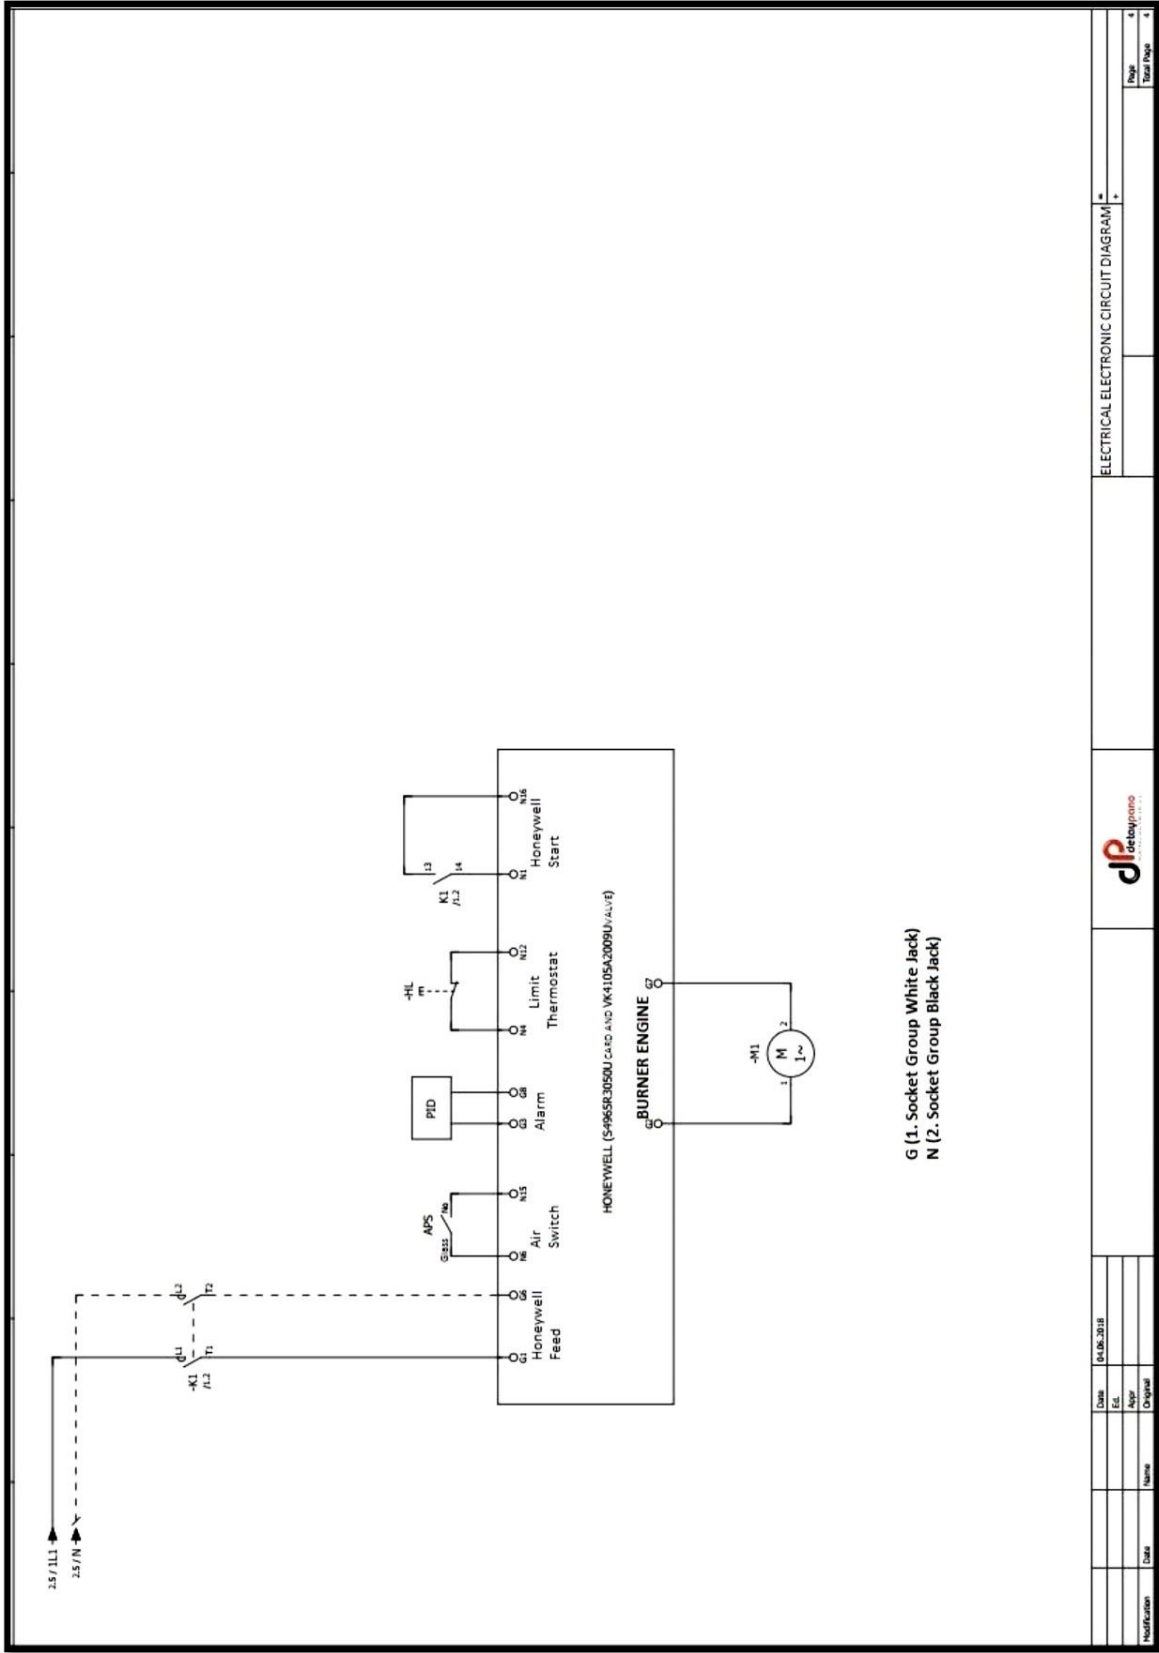 2.5 / 1L1
2.5 / N
-K1
/1.2
L1
T1
L2
T2
APS
Glass
No
PID
-HL
K1
/1.2
13
14
G1
N6
N15
G3
G8
N4
N12
N1
N16
Honeywell
Feed
Air
Switch
Alarm
Limit
Thermostat
Honeywell
Start
HONEYWELL (S4965R3050U CARD AND VK4105A2009UVALVE)
BURNER ENGINE
G7
-M1
1
M
1~
2
G (1. Socket Group White Jack)
N (2. Socket Group Black Jack)
Modification
Date
Name
Date
04.06.2018
Ed.
Appr
Original
dp
detaypano
ELECTRICAL ELECTRONIC CIRCUIT DIAGRAM
=
+
Page
4
Total Page
4